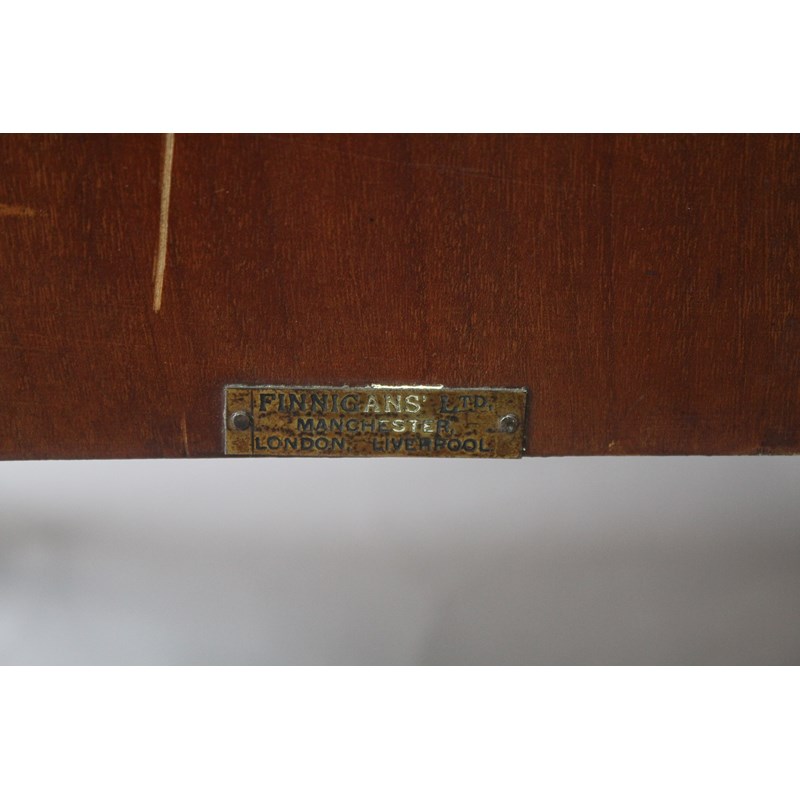 FINNIGANS' LTD.
MANCHESTER,
LONDON. LIVERPOOL